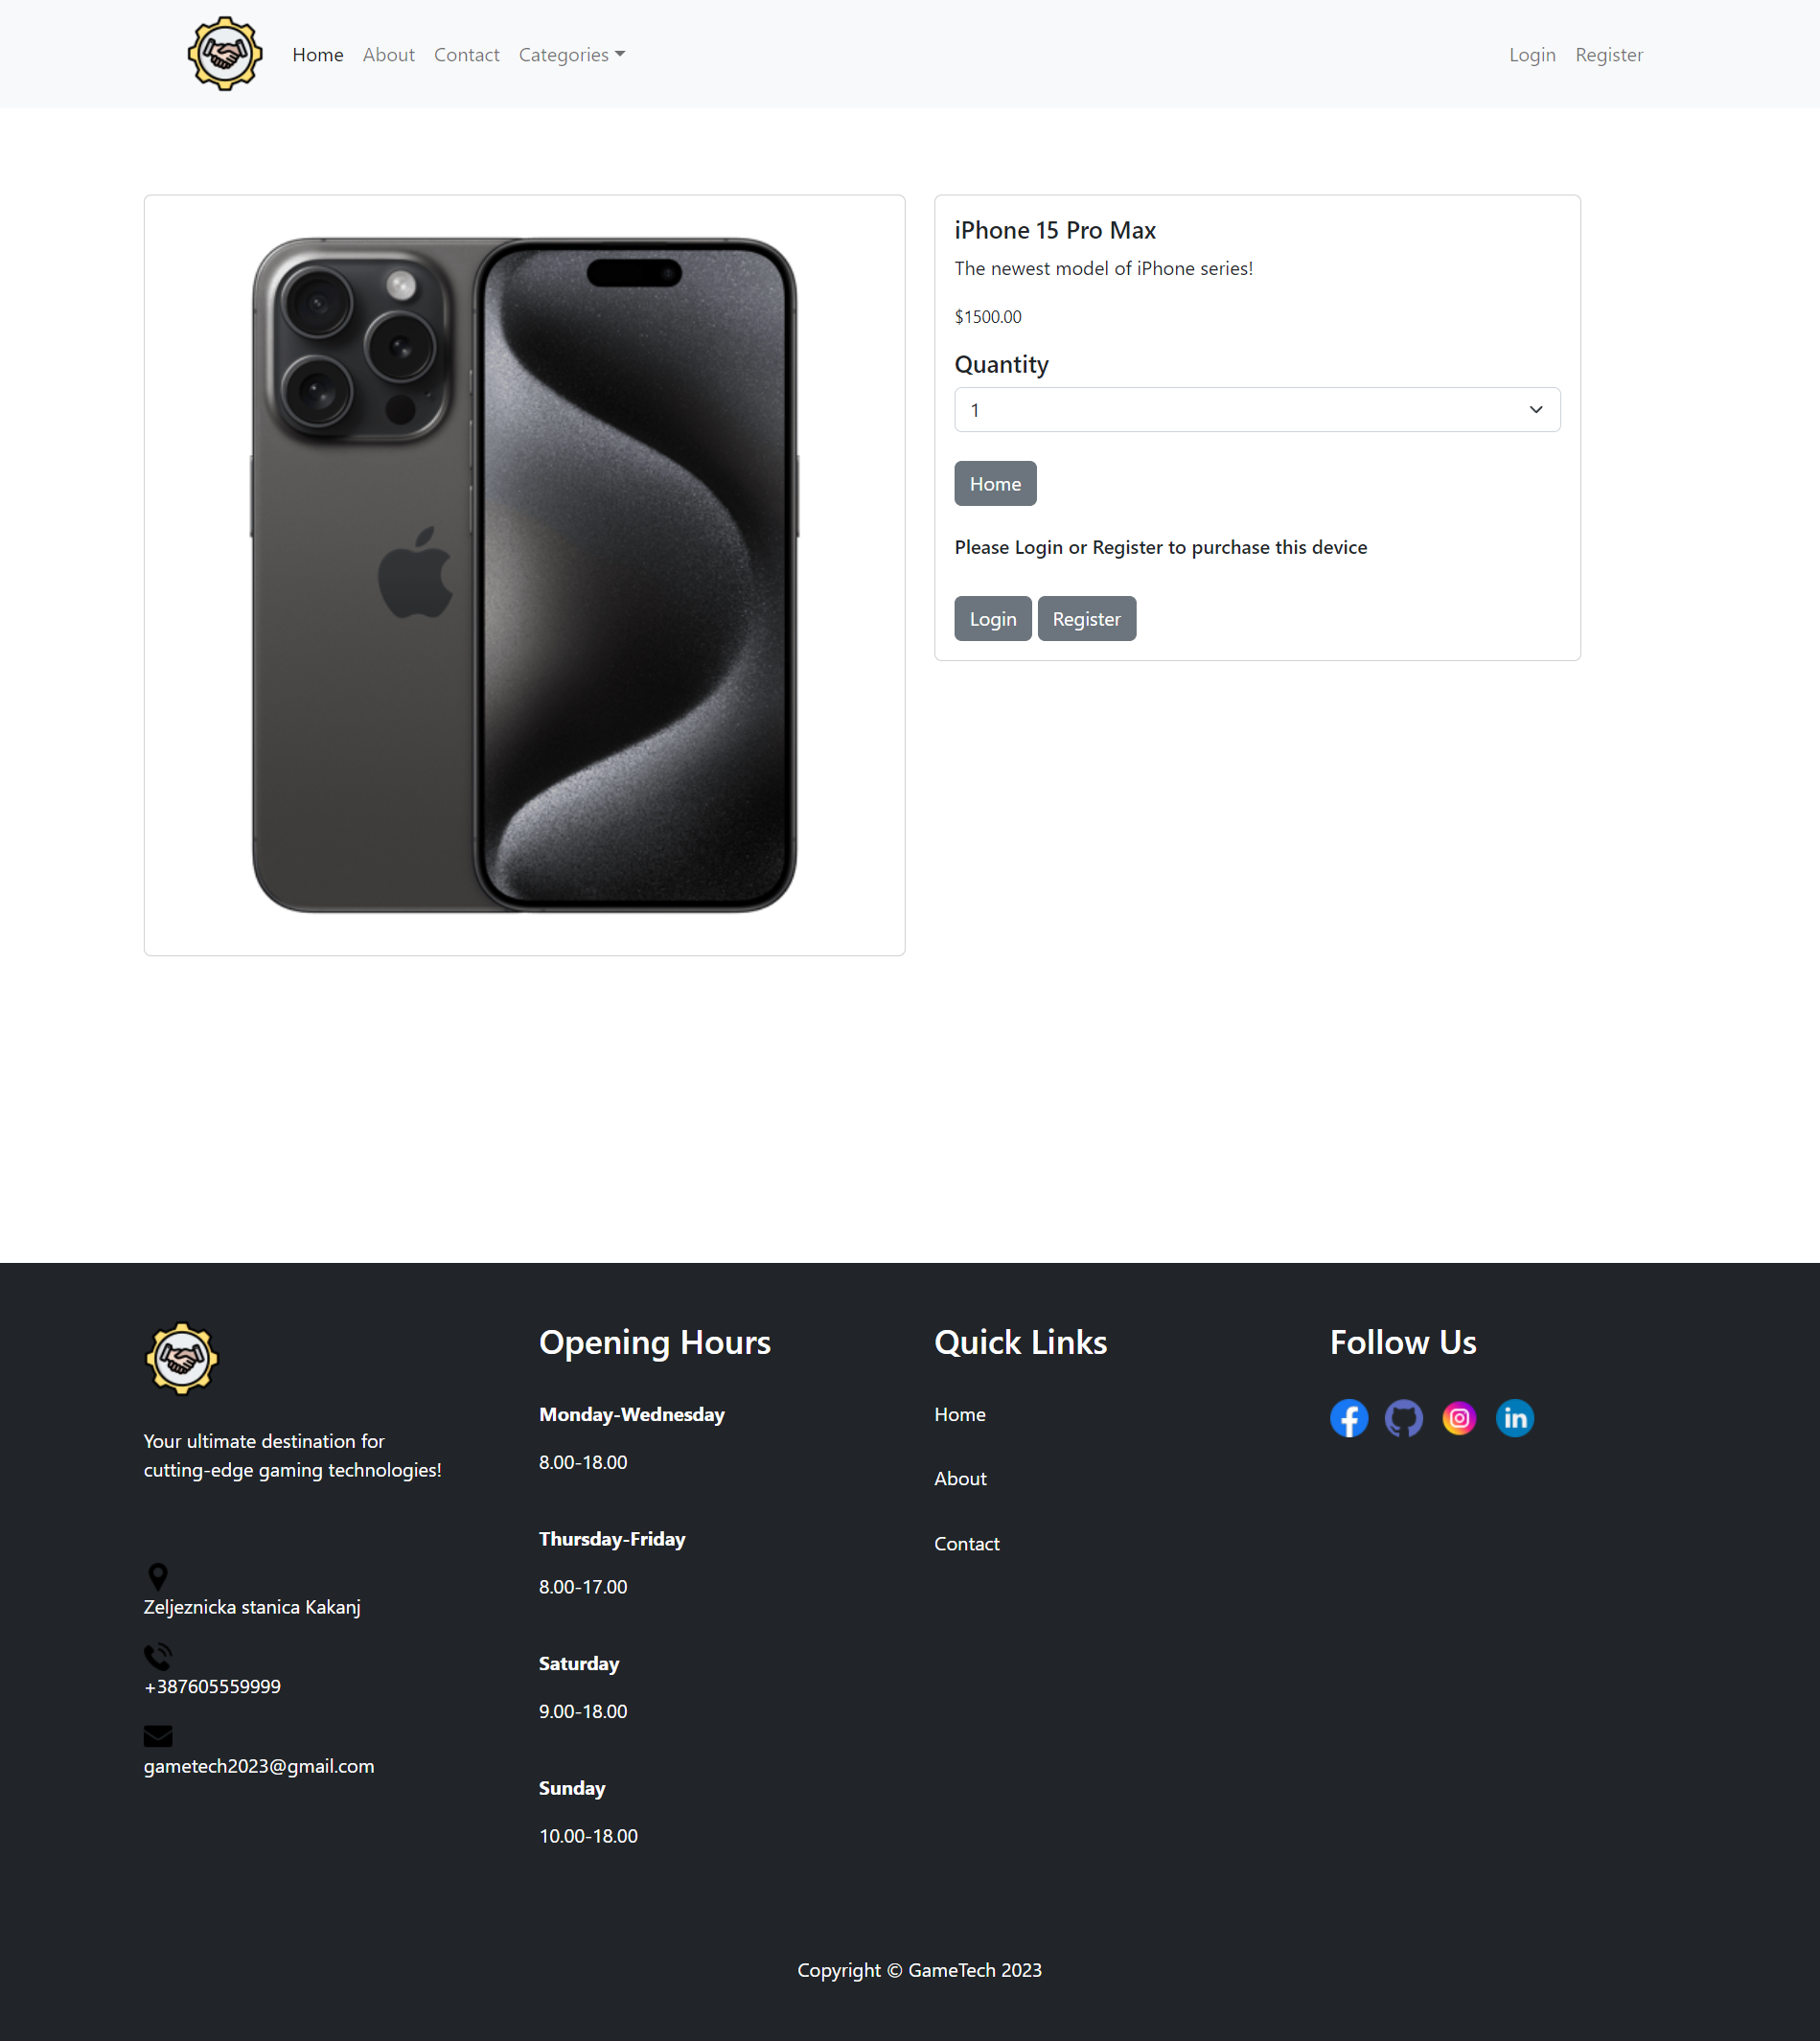 Home About Contact Categories Login Register
iPhone 15 Pro Max
The newest model of iPhone series!
$1500.00
Quantity
1
Home
Please Login or Register to purchase this device
Login Register
Your ultimate destination for
cutting-edge gaming technologies!
Zeljeznicka stanica Kakanj
+387605559999
gametech2023@gmail.com
Opening Hours
Monday-Wednesday
8.00-18.00
Thursday-Friday
8.00-17.00
Saturday
9.00-18.00
Sunday
10.00-18.00
Quick Links
Home
About
Contact
Follow Us
Copyright © GameTech 2023